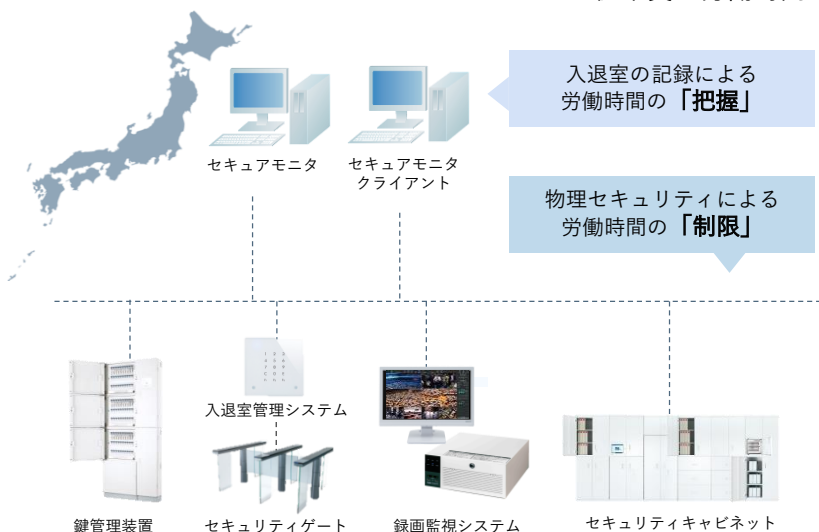 入退室の記録による
労働時間の「把握」
セキュアモニタ
セキュアモニタ
クライアント
物理セキュリティによる
労働時間の「制限」
入退室管理システム
鍵管理装置
セキュリティゲート
録画監視システム
セキュリティキャビネット